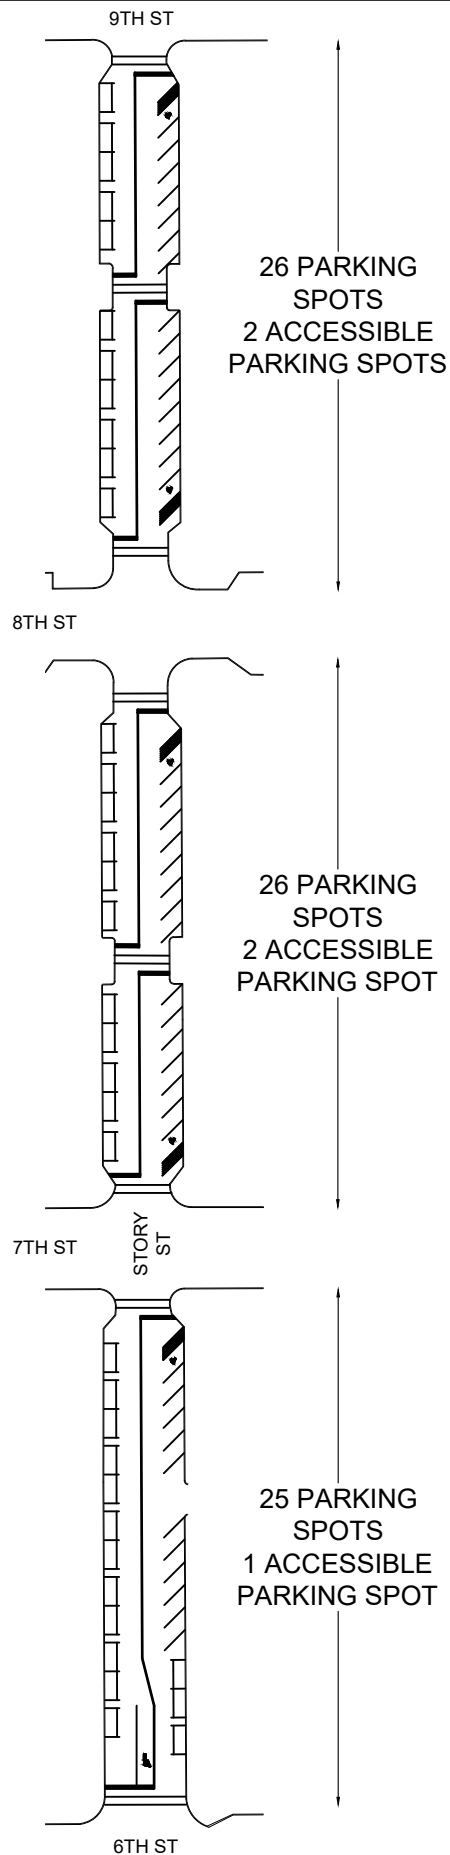 9TH ST
26 PARKING
SPOTS
2 ACCESSIBLE
PARKING SPOTS
8TH ST
26 PARKING
SPOTS
2 ACCESSIBLE
PARKING SPOT
7TH ST
STORY
ST
25 PARKING
SPOTS
1 ACCESSIBLE
PARKING SPOT
6TH ST